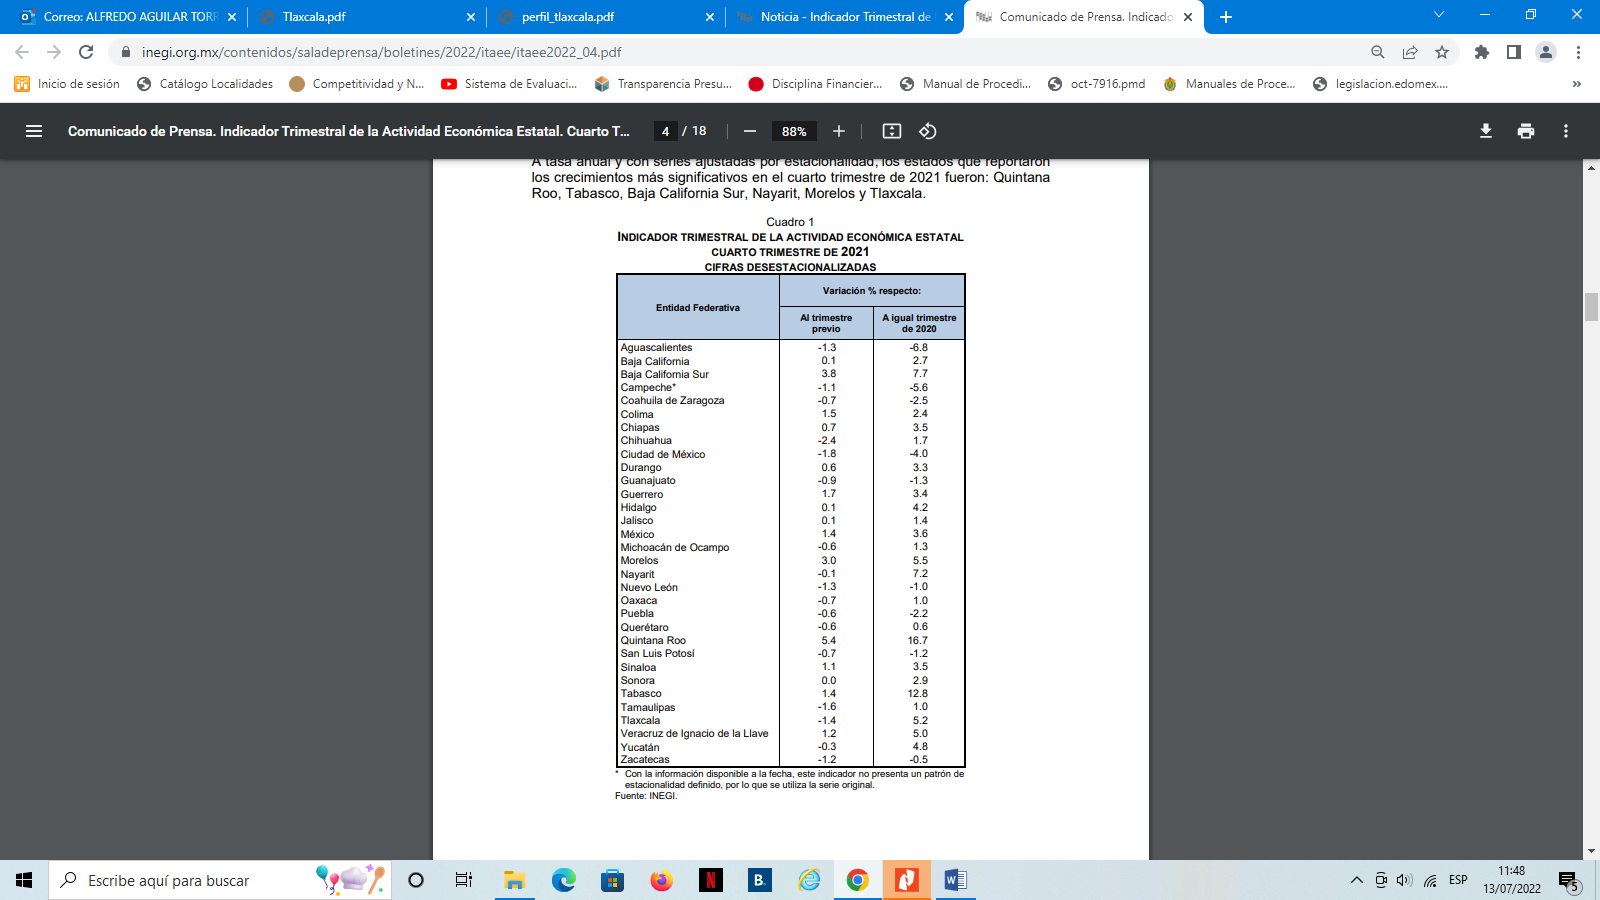 Correo: ALFREDO AGUILAR TORR
Tlaxcala.pdf
perfil_tlaxcala.pdf
Noticia - Indicador Trimestral de
Comunicado de Prensa. Indicado
inegi.org.mx/contenidos/saladeprensa/boletines/2022/itaee/itaee2022_04.pdf
Inicio de sesión
Catálogo Localidades
Competitividad y N...
Sistema de Evaluaci...
Transparencia Presu...
Disciplina Financier...
Manual de Procedi...
oct-7916.pmd
Manuales de Proce...
legislacion.edomex....
»
Comunicado de Prensa. Indicador Trimestral de la Actividad Económica Estatal. Cuarto T...
4 / 18
88%
A tasa anual y con series ajustadas por estacionalidad, los estados que reportaron
los crecimientos más significativos en el cuarto trimestre de 2021 fueron: Quintana
Roo, Tabasco, Baja California Sur, Nayarit, Morelos y Tlaxcala.
Cuadro 1
INDICADOR TRIMESTRAL DE LA ACTIVIDAD ECONÓMICA ESTATAL
CUARTO TRIMESTRE DE 2021
CIFRAS DESESTACIONALIZADAS
Entidad Federativa
Variación % respecto:
Al trimestre
previo
A igual trimestre
de 2020
Aguascalientes -1.3 -6.8
Baja California 0.1 2.7
Baja California Sur 3.8 7.7
Campeche* -1.1 -5.6
Coahuila de Zaragoza -0.7 -2.5
Colima 1.5 2.4
Chiapas 0.7 3.5
Chihuahua -2.4 1.7
Ciudad de México -1.8 -4.0
Durango 0.6 3.3
Guanajuato -0.9 -1.3
Guerrero 1.7 3.4
Hidalgo 0.1 4.2
Jalisco 0.1 1.4
México 1.4 3.6
Michoacán de Ocampo -0.6 1.3
Morelos 3.0 5.5
Nayarit -0.1 7.2
Nuevo León -1.3 -1.0
Oaxaca -0.7 1.0
Puebla -0.6 -2.2
Querétaro -0.6 0.6
Quintana Roo 5.4 16.7
San Luis Potosí -0.7 -1.2
Sinaloa 1.1 3.5
Sonora 0.0 2.9
Tabasco 1.4 12.8
Tamaulipas -1.6 1.0
Tlaxcala -1.4 5.2
Veracruz de Ignacio de la Llave 1.2 5.0
Yucatán -0.3 4.8
Zacatecas -1.2 -0.5
* Con la información disponible a la fecha, este indicador no presenta un patrón de
estacionalidad definido, por lo que se utiliza la serie original.
Fuente: INEGI.
Escribe aquí para buscar
N
B.
W
ESP
11:48
13/07/2022
5